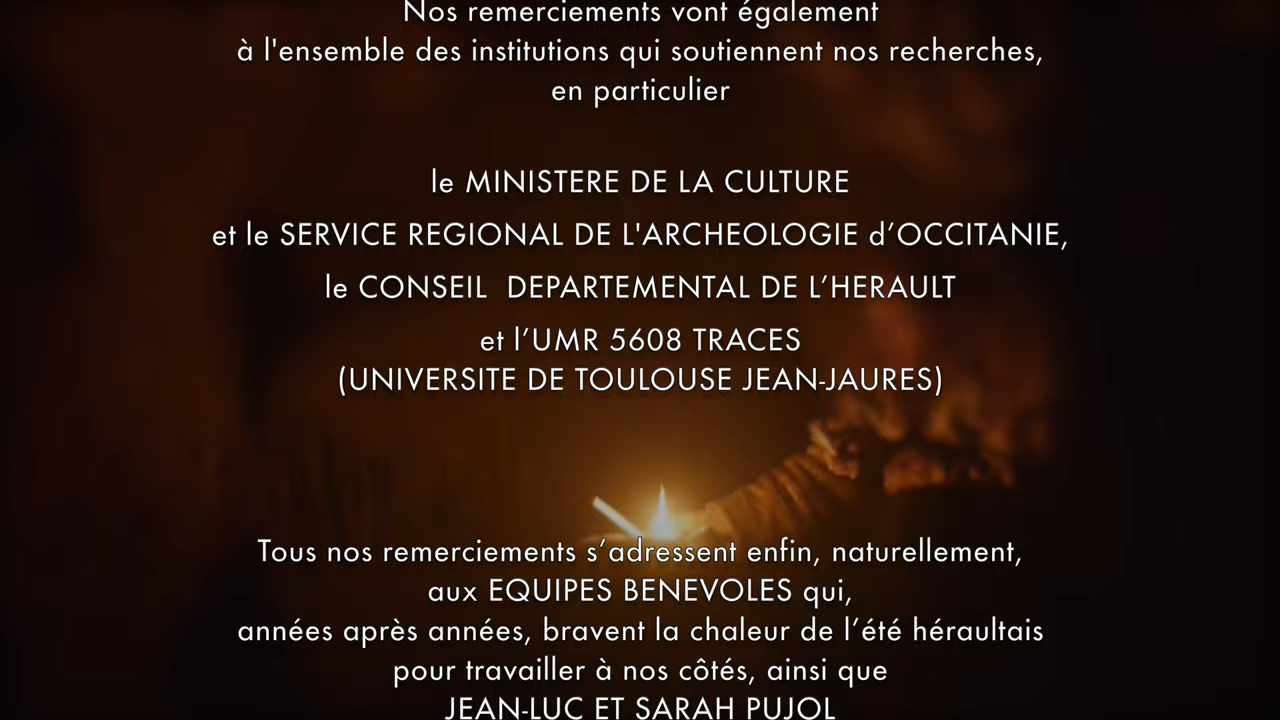 Nos remerciements vont également
à l'ensemble des institutions qui soutiennent nos recherches,
en particulier
le MINISTERE DE LA CULTURE
et le SERVICE REGIONAL DE L'ARCHEOLOGIE d’OCCITANIE,
le CONSEIL  DEPARTEMENTAL DE L’HERAULT
et l’UMR 5608 TRACES
(UNIVERSITE DE TOULOUSE JEAN-JAURES)
Tous nos remerciements s’adressent enfin, naturellement,
aux EQUIPES BENEVOLES qui,
années après années, bravent la chaleur de l’été héraultais
pour travailler à nos côtés, ainsi que
JEAN-LUC ET SARAH PUJOL